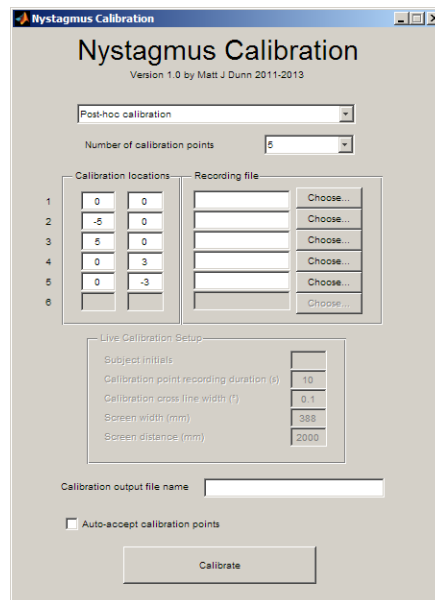 Nystagmus Calibration
Nystagmus Calibration
Version 1.0 by Matt J Dunn 2011-2013
Post-hoc calibration
Number of calibration points 5
Calibration locations Recording file
1 0 0 Choose...
2 -5 0 Choose...
3 5 0 Choose...
4 0 3 Choose...
5 0 -3 Choose...
6 Choose...
Live Calibration Setup
Subject initials
Calibration point recording duration (s) 10
Calibration cross line width (°) 0.1
Screen width (mm) 388
Screen distance (mm) 2000
Calibration output file name
Auto-accept calibration points
Calibrate